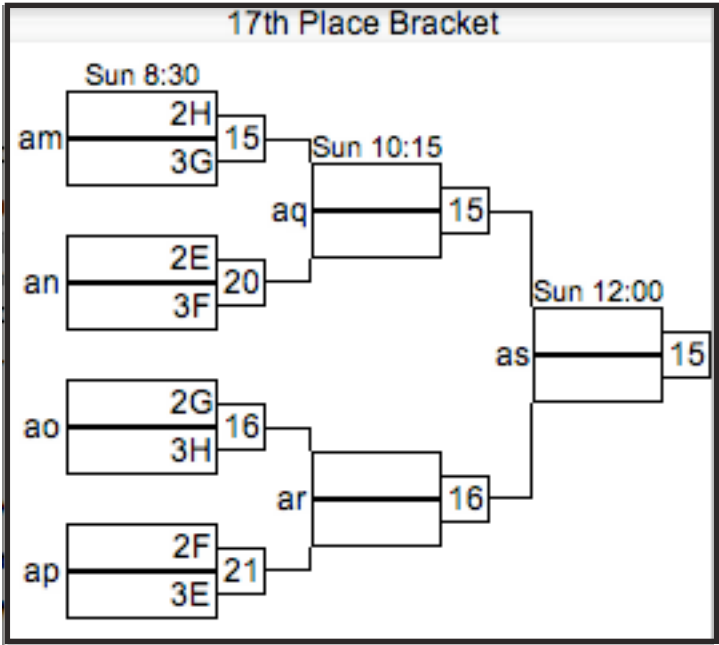 17th Place Bracket
Sun 8:30
am
2H
15
3G
Sun 10:15
aq
15
an
2E
20
3F
Sun 12:00
as
15
ao
2G
16
3H
ar
16
ap
2F
21
3E